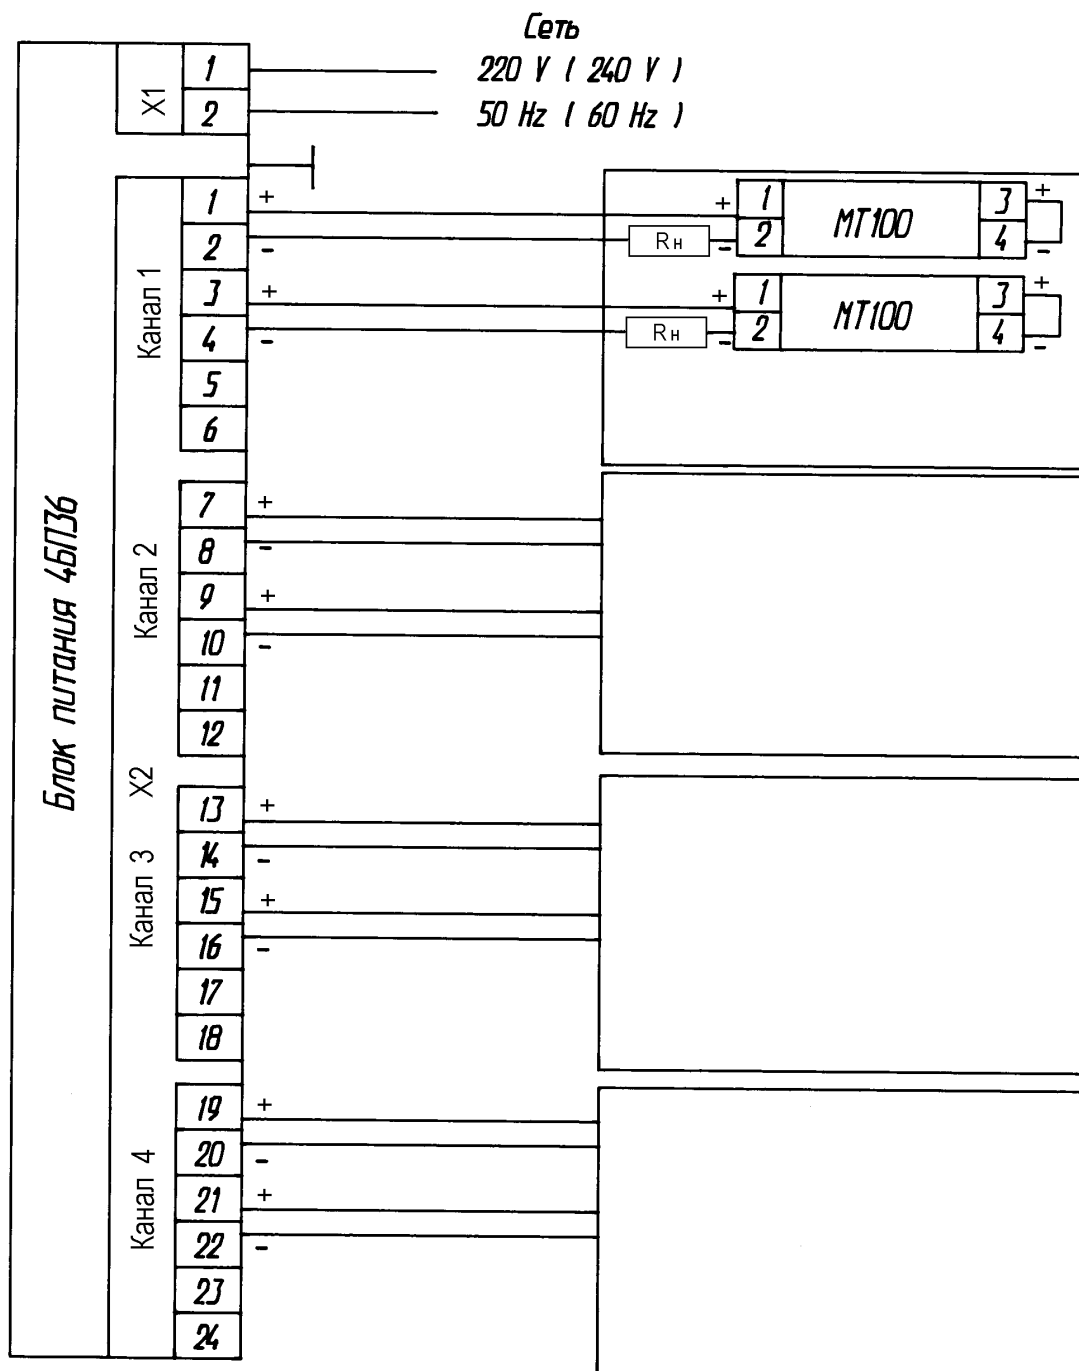 Сеть
220 V ( 240 V )
50 Hz ( 60 Hz )
Блок питания 4БП36
X1
1
2
X2
Канал 1
1 +
2 -
3 +
4 -
5
6
+ 1 МТ100 3 +
Rн - 2 4 -
+ 1 МТ100 3 +
Rн - 2 4 -
Канал 2
7 +
8 -
9 +
10 -
11
12
Канал 3
13 +
14 -
15 +
16 -
17
18
Канал 4
19 +
20 -
21 +
22 -
23
24